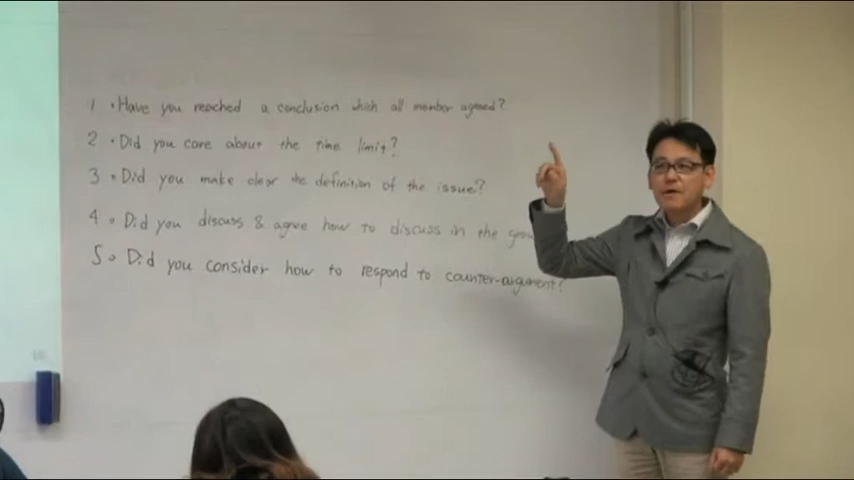 1 • Have you reached a conclusion which all member agreed?
2 • Did you care about the time limit?
3 • Did you make clear the definition of the issue?
4 • Did you discuss & agree how to discuss in the
5 • Did you consider how to respond to counter-argument?